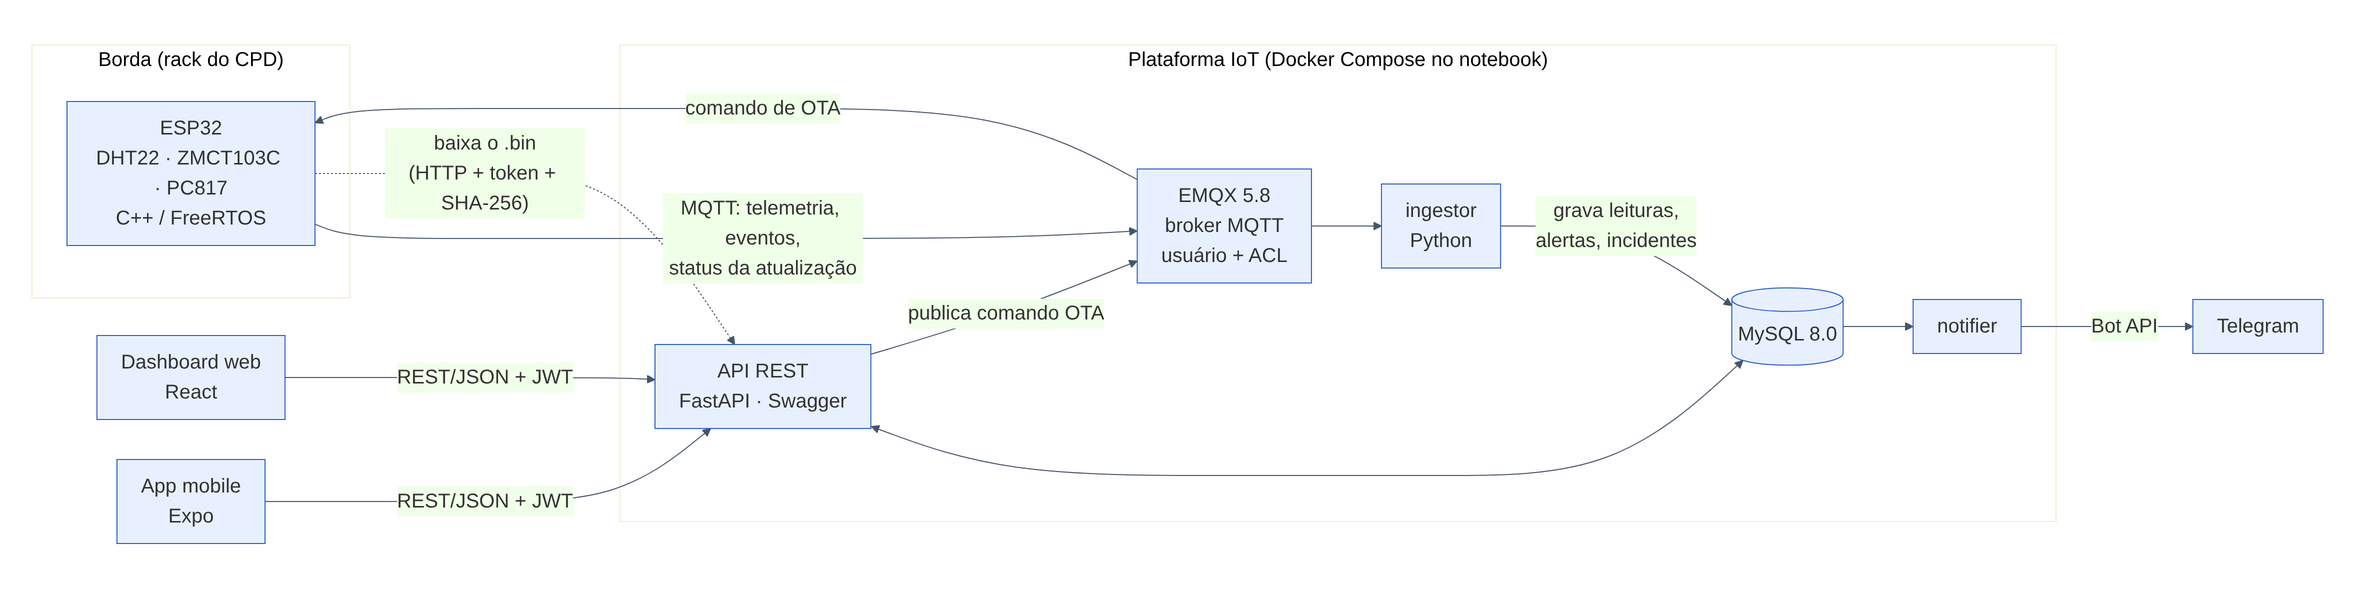 Borda (rack do CPD)
ESP32
DHT22 · ZMCT103C
· PC817
C++ / FreeRTOS
baixa o .bin
(HTTP + token +
SHA-256)
Plataforma IoT (Docker Compose no notebook)
comando de OTA
MQTT: telemetria,
eventos,
status da atualização
EMQX 5.8
broker MQTT
usuário + ACL
ingestor
Python
grava leituras,
alertas, incidentes
publica comando OTA
MySQL 8.0
notifier
Bot API
Telegram
Dashboard web
React
REST/JSON + JWT
API REST
FastAPI · Swagger
App mobile
Expo
REST/JSON + JWT